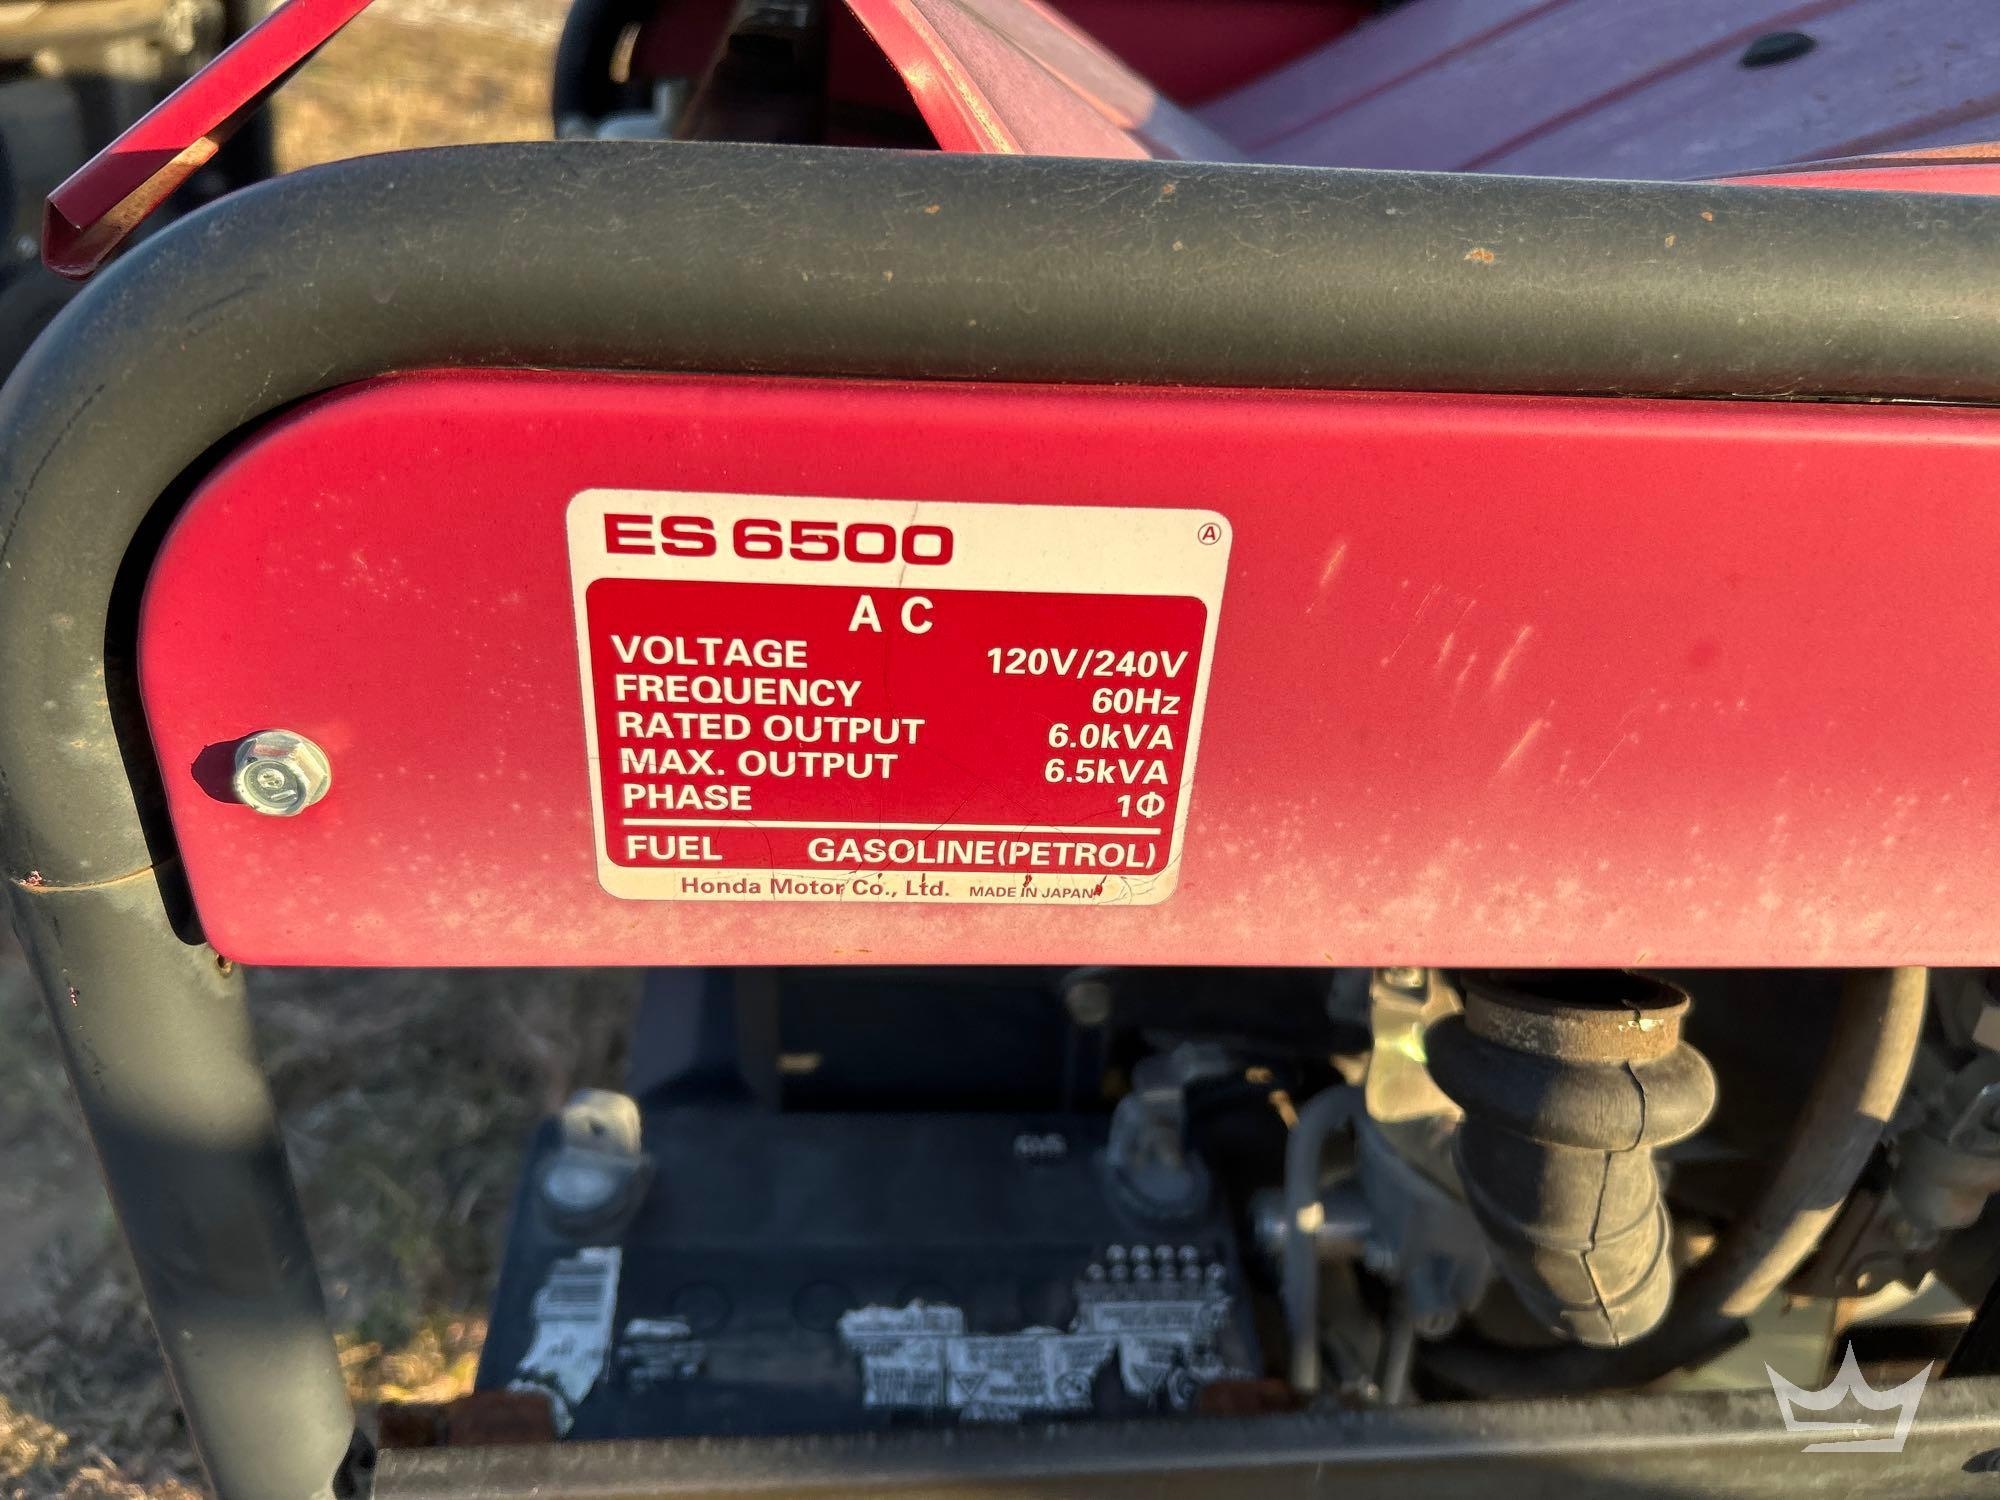 ES 6500 Ⓐ
AC
VOLTAGE 120V/240V
FREQUENCY 60Hz
RATED OUTPUT 6.0kVA
MAX. OUTPUT 6.5kVA
PHASE 1Φ
FUEL GASOLINE(PETROL)
Honda Motor Co., Ltd. MADE IN JAPAN